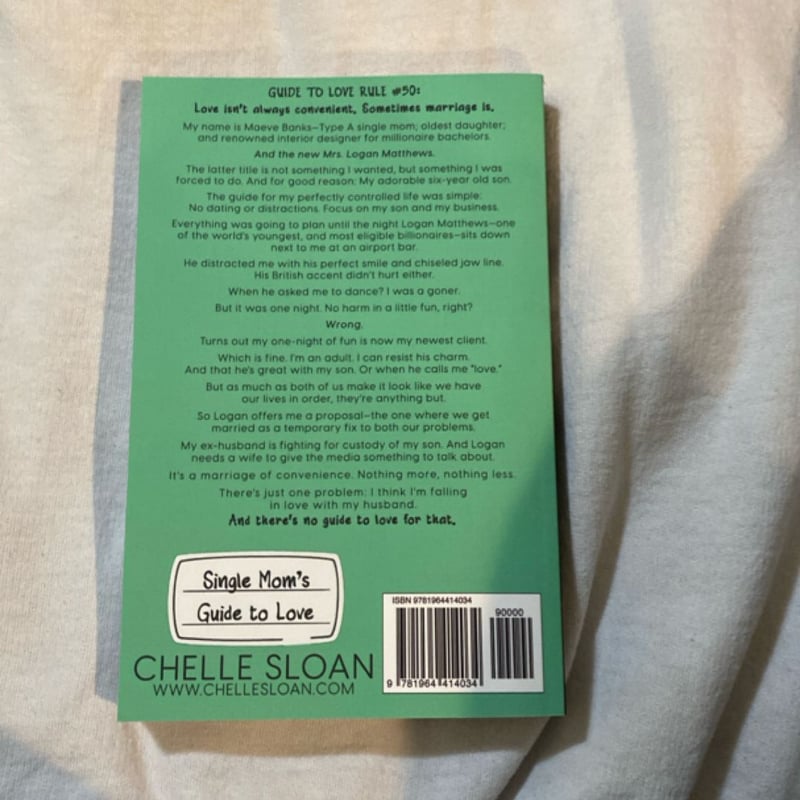 GUIDE TO LOVE RULE #50:
Love isn't always convenient. Sometimes marriage is.
My name is Maeve Banks—Type A single mom; oldest daughter;
and renowned interior designer for millionaire bachelors.
And the new Mrs. Logan Matthews.
The latter title is not something I wanted, but something I was
forced to do. And for good reason: My adorable six-year old son.
The guide for my perfectly controlled life was simple:
No dating or distractions. Focus on my son and my business.
Everything was going to plan until the night Logan Matthews—one
of the world's youngest, and most eligible billionaires—sits down
next to me at an airport bar.
He distracted me with his perfect smile and chiseled jaw line.
His British accent didn't hurt either.
When he asked me to dance? I was a goner.
But it was one night. No harm in a little fun, right?
Wrong.
Turns out my one-night of fun is now my newest client.
Which is fine. I'm an adult. I can resist his charm.
And that he's great with my son. Or when he calls me "love."
But as much as both of us make it look like we have
our lives in order, they're anything but.
So Logan offers me a proposal—the one where we get
married as a temporary fix to both our problems.
My ex-husband is fighting for custody of my son. And Logan
needs a wife to give the media something to talk about.
It's a marriage of convenience. Nothing more, nothing less.
There's just one problem: I think I'm falling
in love with my husband.
And there's no guide to love for that.
Single Mom's
Guide to Love
CHELLE SLOAN
WWW.CHELLESLOAN.COM
ISBN 9781964414034
90000
9 781964 414034